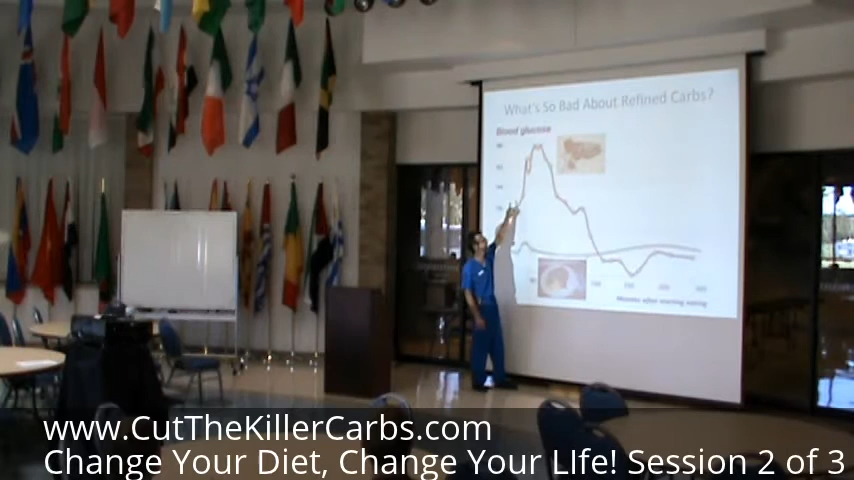 What's So Bad About Refined Carbs?
Blood glucose
Minutes after starting eating
www.CutTheKillerCarbs.com
Change Your Diet, Change Your LIfe! Session 2 of 3